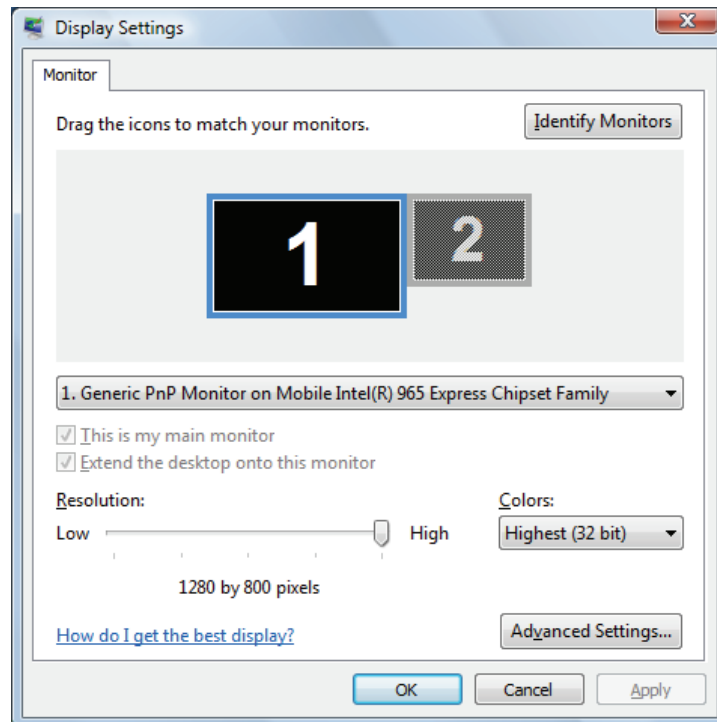 Display Settings
Monitor
Drag the icons to match your monitors.
Identify Monitors
1
2
1. Generic PnP Monitor on Mobile Intel(R) 965 Express Chipset Family
This is my main monitor
Extend the desktop onto this monitor
Resolution:
Colors:
Low
High
Highest (32 bit)
1280 by 800 pixels
How do I get the best display?
Advanced Settings...
OK
Cancel
Apply